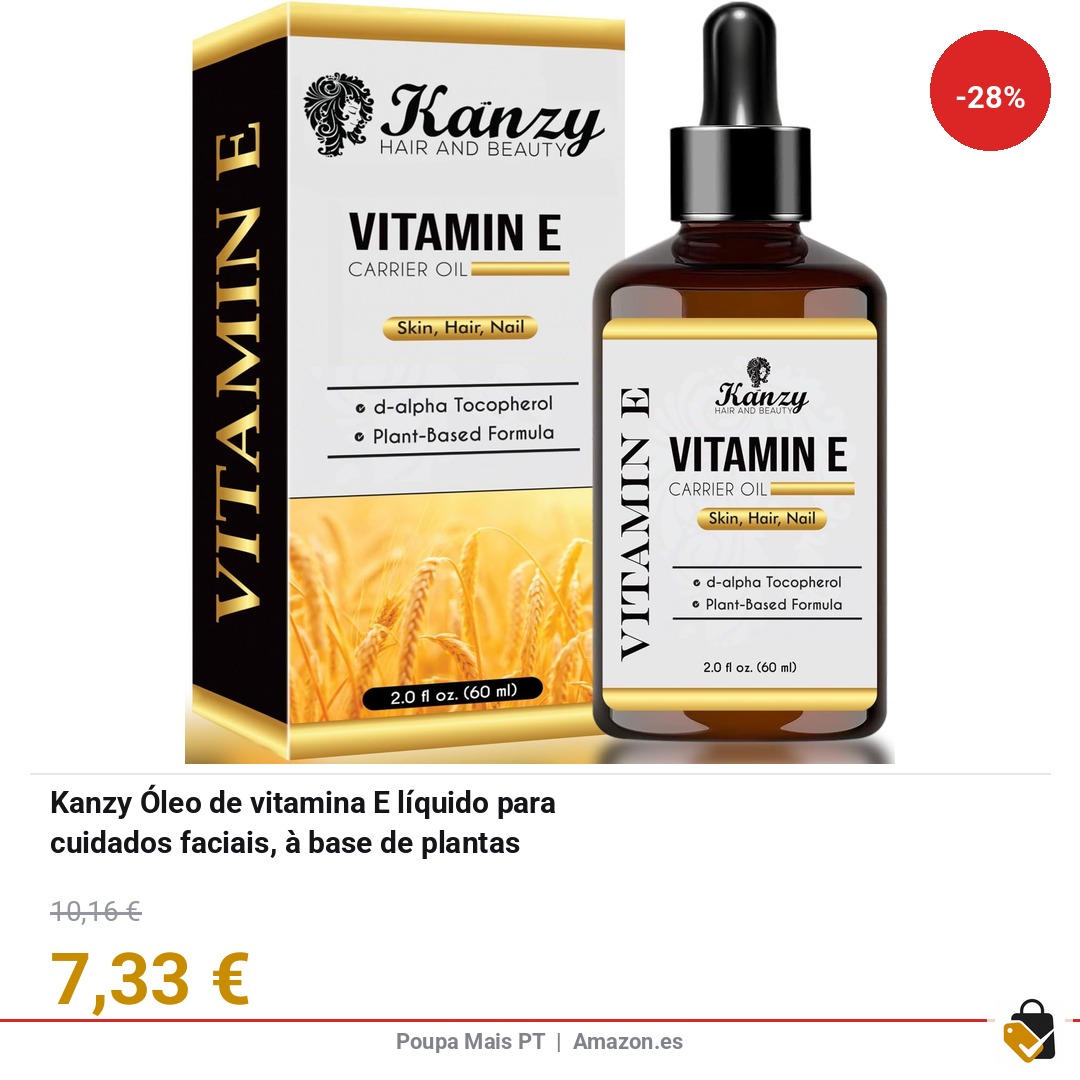 -28%
VITAMIN E
Kanzy
HAIR AND BEAUTY
VITAMIN E
CARRIER OIL
Skin, Hair, Nail
d-alpha Tocopherol
Plant-Based Formula
2.0 fl oz. (60 ml)
VITAMIN E
Kanzy
HAIR AND BEAUTY
VITAMIN E
CARRIER OIL
Skin, Hair, Nail
d-alpha Tocopherol
Plant-Based Formula
2.0 fl oz. (60 ml)
Kanzy Óleo de vitamina E líquido para
cuidados faciais, à base de plantas
10,16 €
7,33 €
Poupa Mais PT | Amazon.es